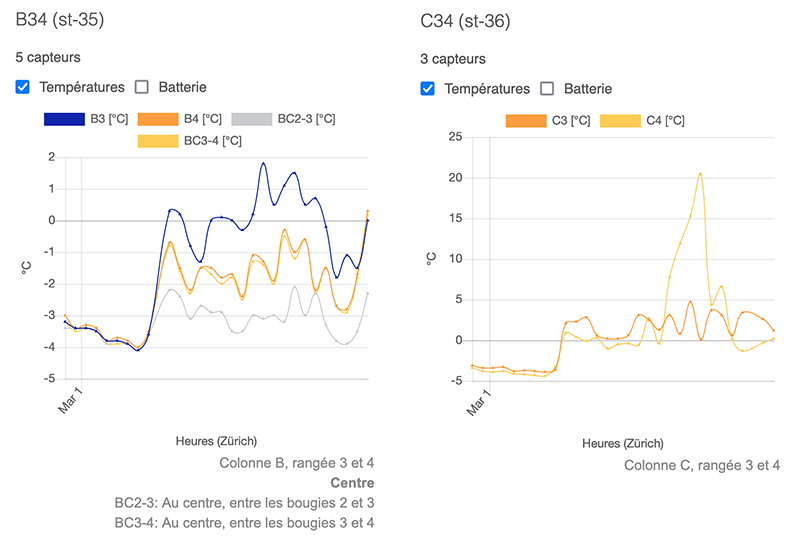 B34 (st-35)
5 capteurs
Températures Batterie
B3 [°C] B4 [°C] BC2-3 [°C]
BC3-4 [°C]
2
1
0
-1
-2
-3
-4
-5
°C
Mar 1
Heures (Zürich)
Colonne B, rangée 3 et 4
Centre
BC2-3: Au centre, entre les bougies 2 et 3
BC3-4: Au centre, entre les bougies 3 et 4
C34 (st-36)
3 capteurs
Températures Batterie
C3 [°C] C4 [°C]
25
20
15
10
5
0
-5
°C
Mar 1
Heures (Zürich)
Colonne C, rangée 3 et 4